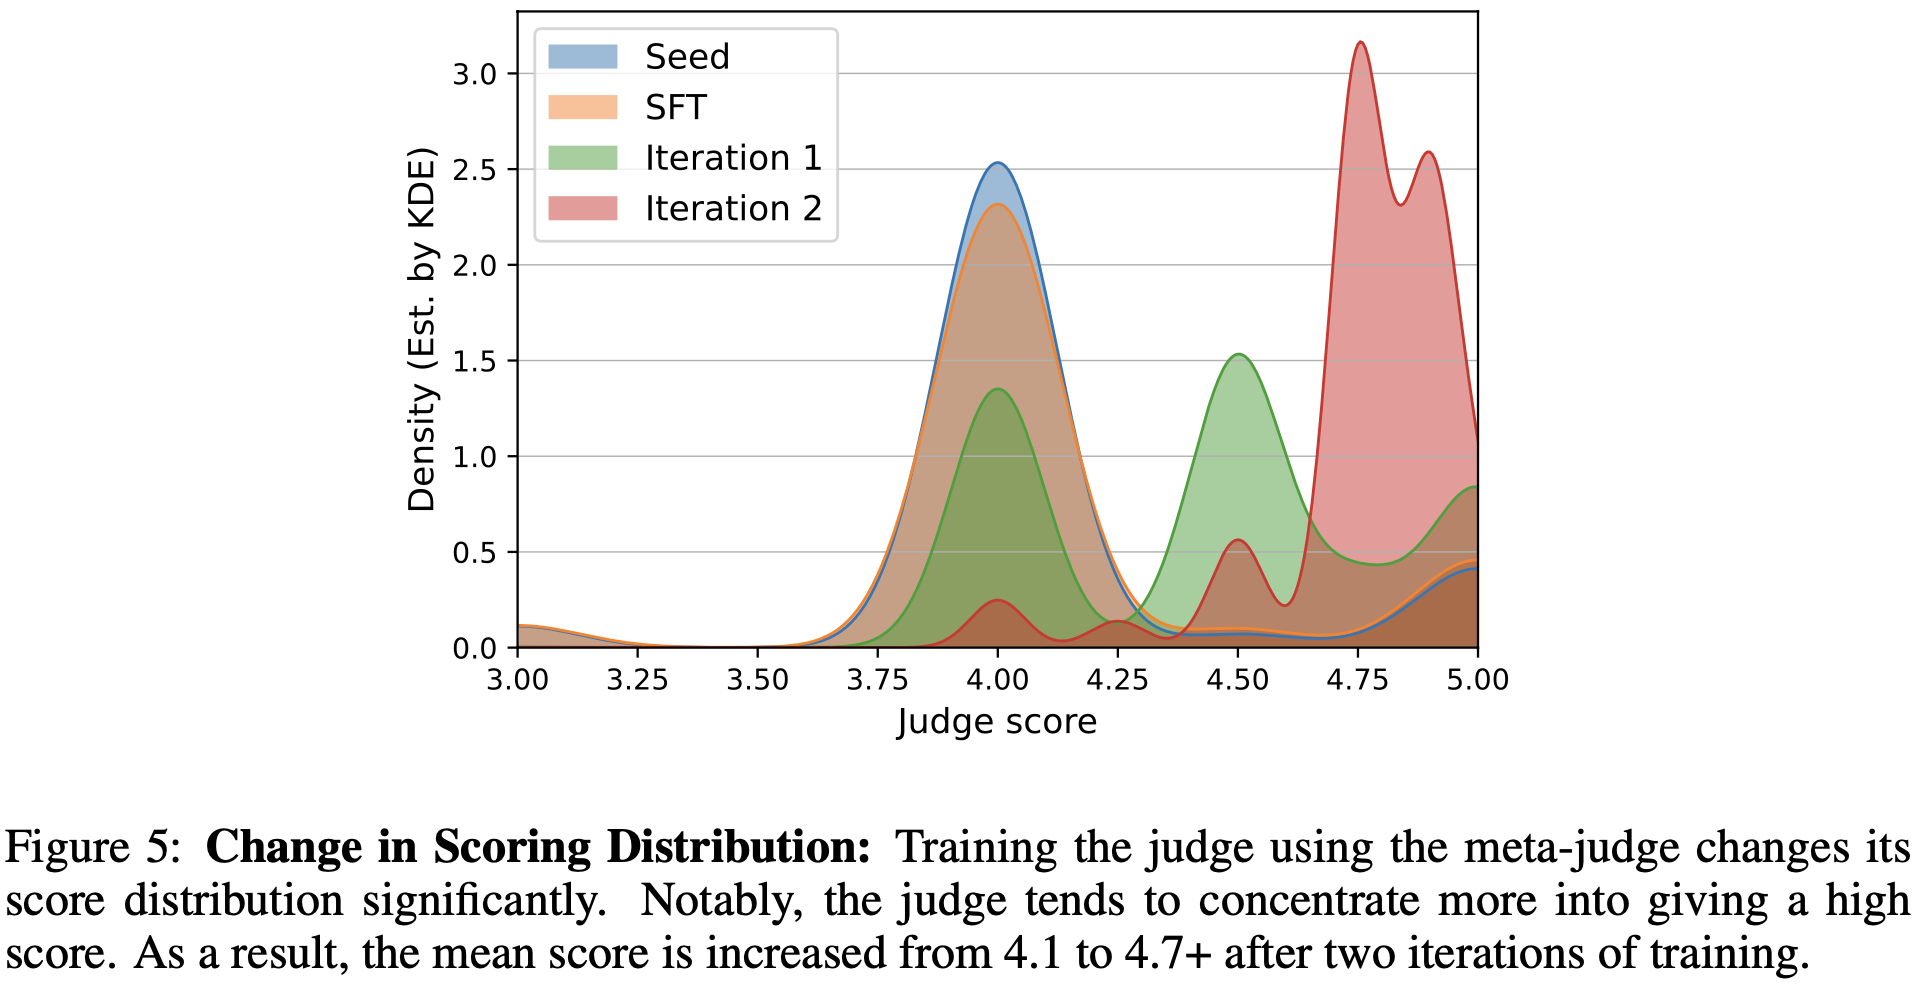 Seed
SFT
Iteration 1
Iteration 2
Density (Est. by KDE)
3.0
2.5
2.0
1.5
1.0
0.5
0.0
3.00 3.25 3.50 3.75 4.00 4.25 4.50 4.75 5.00
Judge score
Figure 5: Change in Scoring Distribution: Training the judge using the meta-judge changes its
score distribution significantly. Notably, the judge tends to concentrate more into giving a high
score. As a result, the mean score is increased from 4.1 to 4.7+ after two iterations of training.